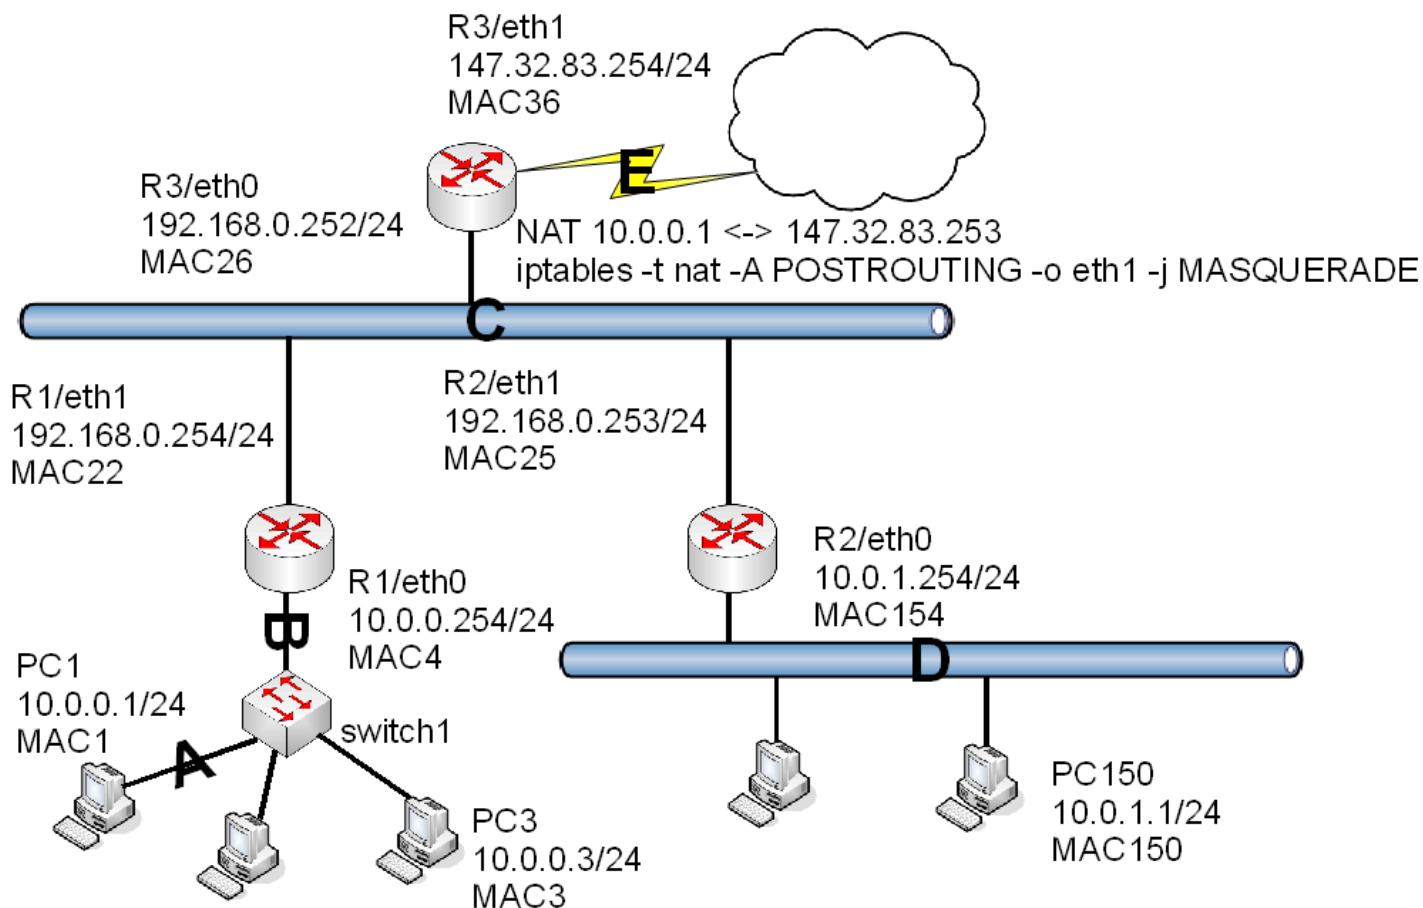 R3/eth1
147.32.83.254/24
MAC36
E
R3/eth0
192.168.0.252/24
MAC26
NAT 10.0.0.1 <-> 147.32.83.253
iptables -t nat -A POSTROUTING -o eth1 -j MASQUERADE
C
R1/eth1
192.168.0.254/24
MAC22
R2/eth1
192.168.0.253/24
MAC25
R1/eth0
10.0.0.254/24
MAC4
B
R2/eth0
10.0.1.254/24
MAC154
D
PC1
10.0.0.1/24
MAC1
A
switch1
PC3
10.0.0.3/24
MAC3
PC150
10.0.1.1/24
MAC150